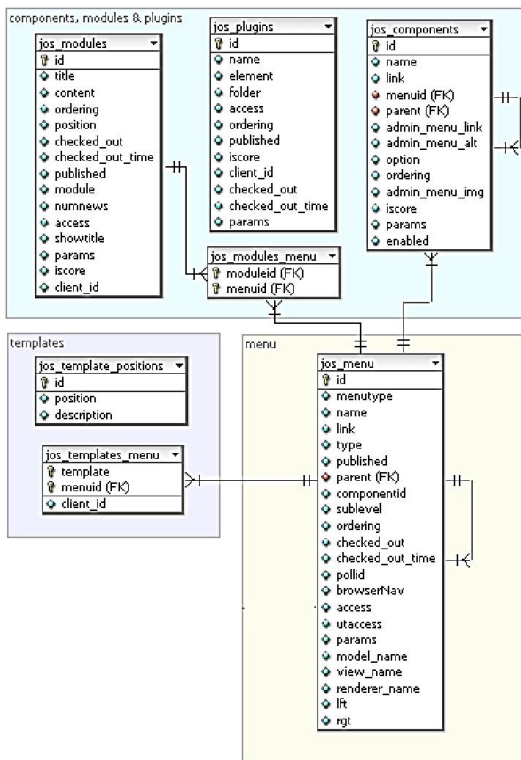 components, modules & plugins
jos_modules
id
title
content
ordering
position
checked_out
checked_out_time
published
module
numnews
access
showtitle
params
iscore
client_id
jos_plugins
id
name
element
folder
access
ordering
published
iscore
client_id
checked_out
checked_out_time
params
jos_components
id
name
link
menuid (FK)
parent (FK)
admin_menu_link
admin_menu_alt
option
ordering
admin_menu_img
iscore
params
enabled
jos_modules_menu
moduleid (FK)
menuid (FK)
templates
jos_template_positions
id
position
description
jos_templates_menu
template
menuid (FK)
client_id
menu
jos_menu
id
menutype
name
link
type
published
parent (FK)
componentid
sublevel
ordering
checked_out
checked_out_time
pollid
browserNav
access
utaccess
params
model_name
view_name
renderer_name
lft
rgt